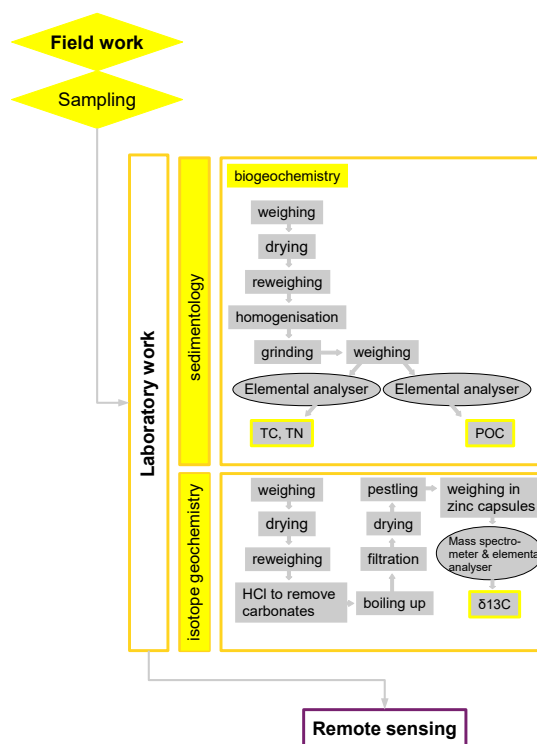 Field work
Sampling
Laboratory work
sedimentology
biogeochemistry
weighing
drying
reweighing
homogenisation
grinding
weighing
Elemental analyser
Elemental analyser
TC, TN
POC
isotope geochemistry
weighing
drying
reweighing
HCl to remove
carbonates
boiling up
filtration
drying
pestling
weighing in
zinc capsules
Mass spectro-
meter & elemental
analyser
δ13C
Remote sensing